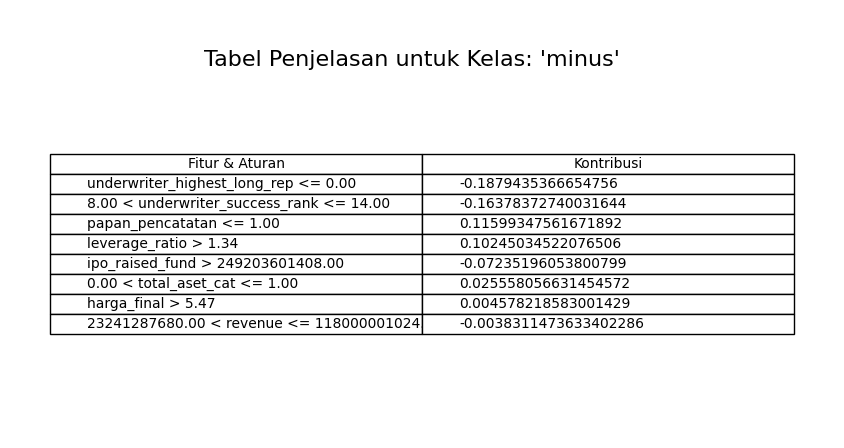 Tabel Penjelasan untuk Kelas: 'minus'
Fitur & Aturan Kontribusi
underwriter_highest_long_rep <= 0.00 -0.1879435366654756
8.00 < underwriter_success_rank <= 14.00 -0.16378372740031644
papan_pencatatan <= 1.00 0.11599347561671892
leverage_ratio > 1.34 0.10245034522076506
ipo_raised_fund > 249203601408.00 -0.07235196053800799
0.00 < total_aset_cat <= 1.00 0.025558056631454572
harga_final > 5.47 0.004578218583001429
23241287680.00 < revenue <= 118000001024 -0.0038311473633402286